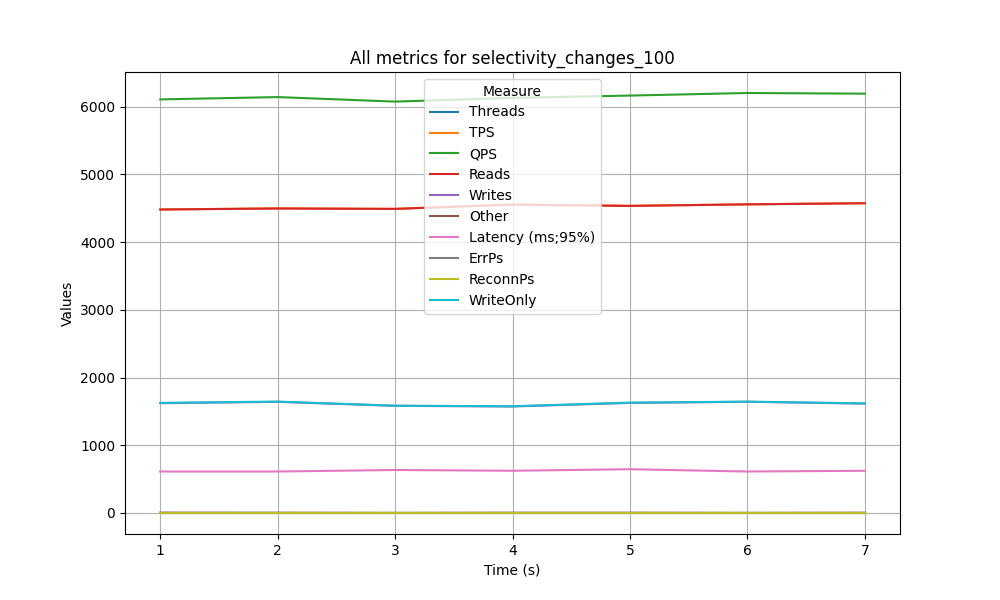 All metrics for selectivity_changes_100
Measure
Threads
TPS
QPS
Reads
Writes
Other
Latency (ms;95%)
ErrPs
ReconnPs
WriteOnly
Values
6000
5000
4000
3000
2000
1000
0
1 2 3 4 5 6 7
Time (s)